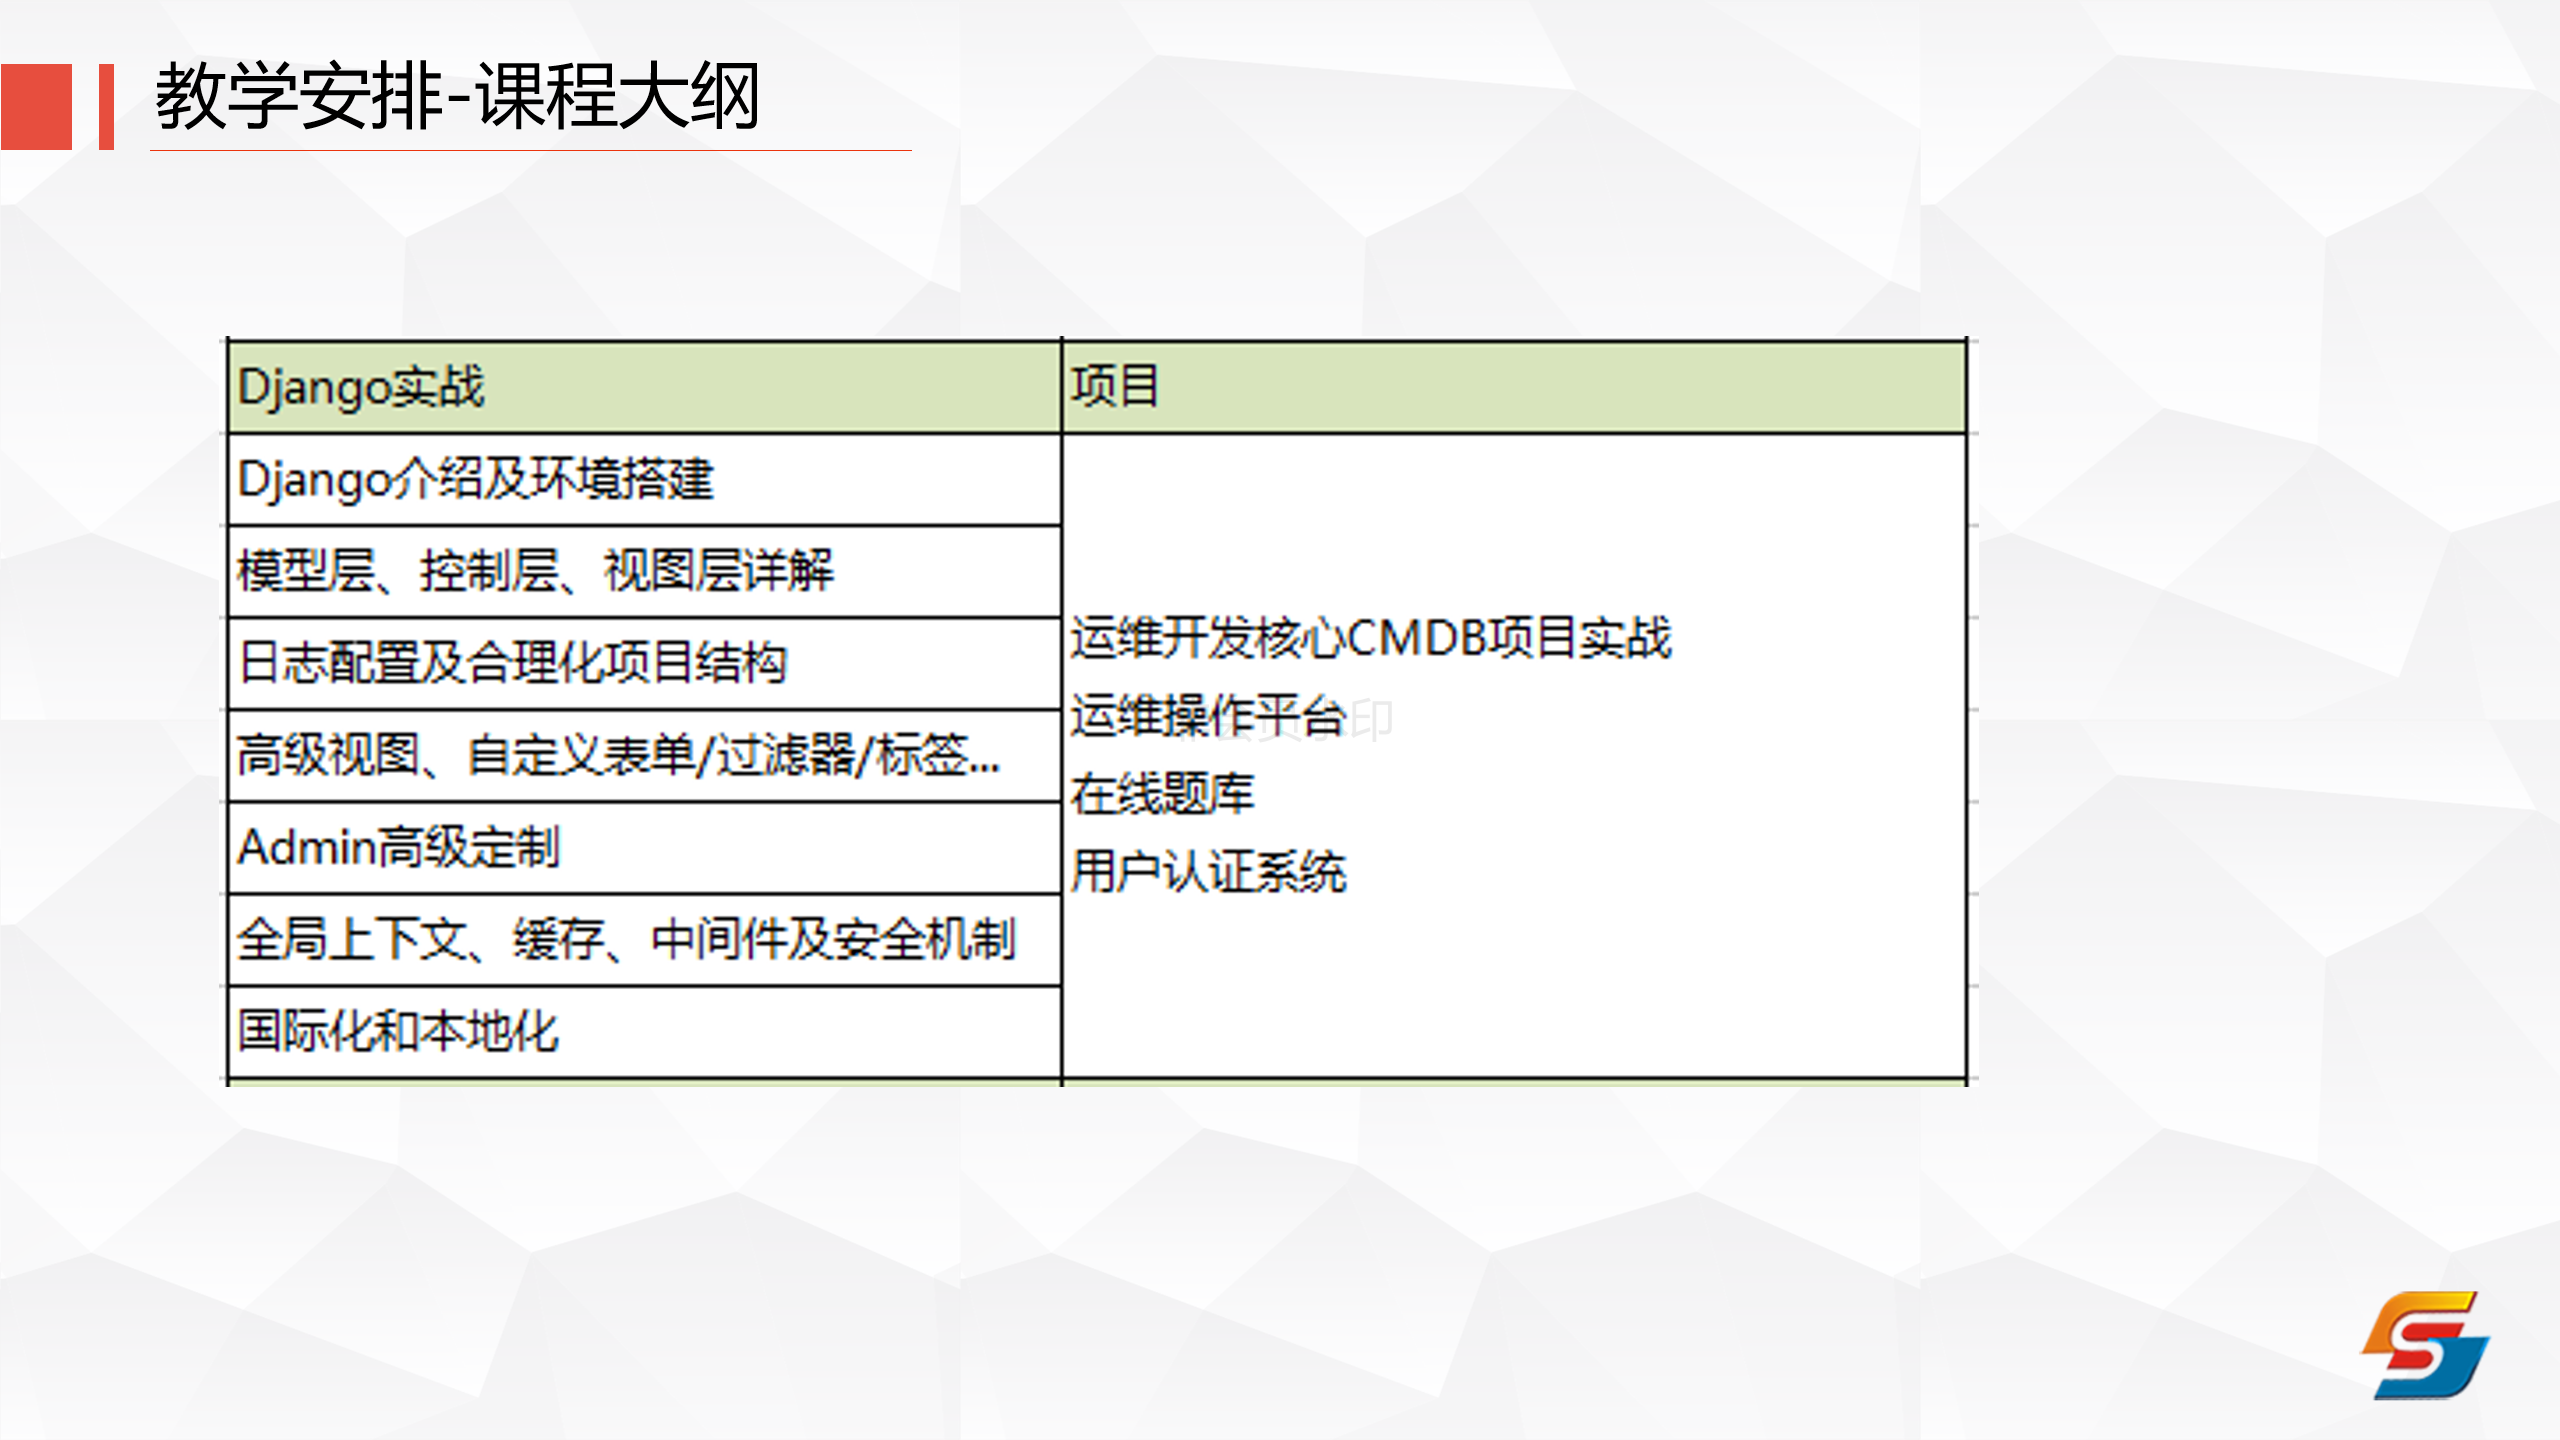 教学安排-课程大纲
Django实战
项目
Django介绍及环境搭建
模型层、控制层、视图层详解
日志配置及合理化项目结构
高级视图、自定义表单/过滤器/标签...
Admin高级定制
全局上下文、缓存、中间件及安全机制
国际化和本地化
运维开发核心CMDB项目实战
运维操作平台
在线题库
用户认证系统